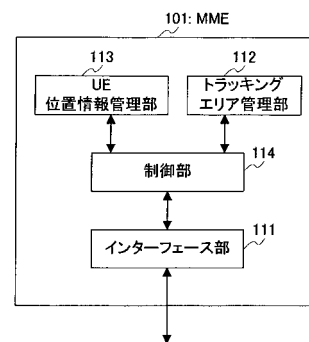 101: MME
113
UE
位置情報管理部
112
トラッキング
エリア管理部
制御部
114
インターフェース部
111